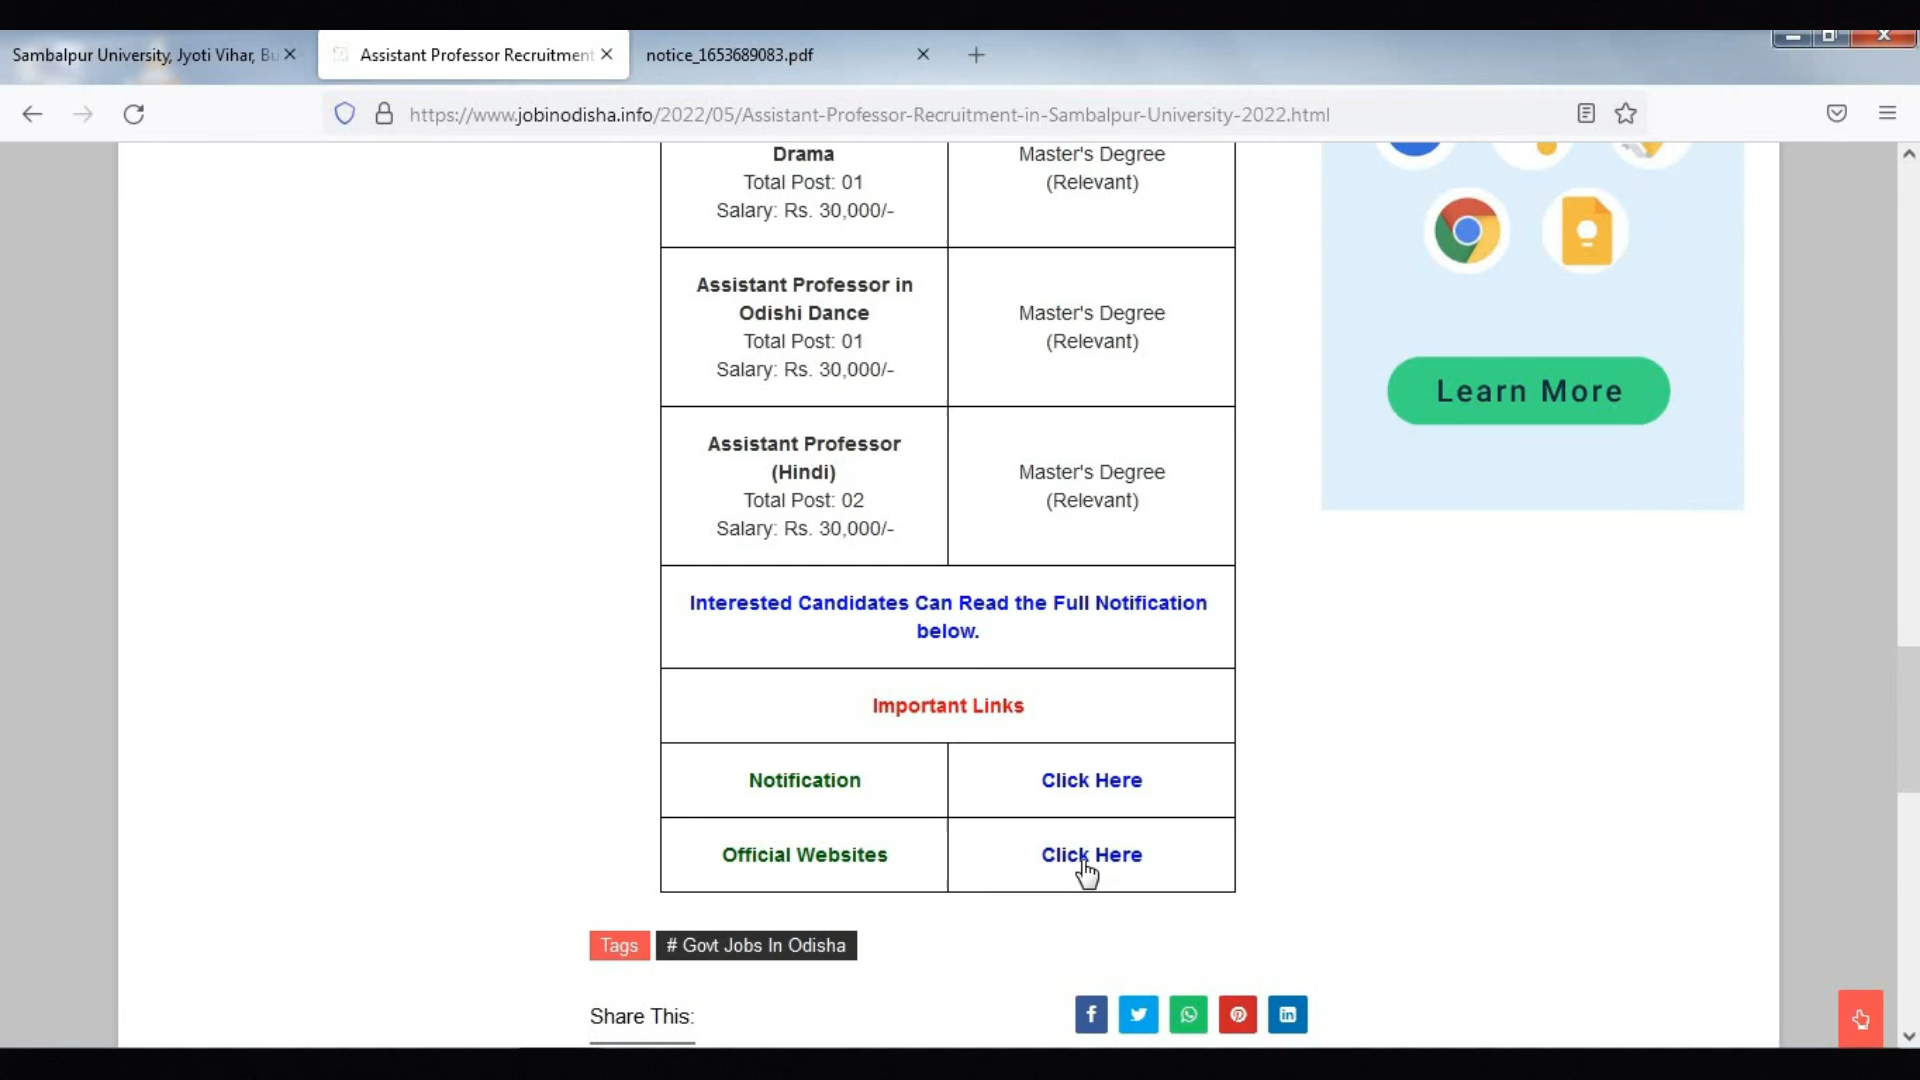 Sambalpur University, Jyoti Vihar, Bu
Assistant Professor Recruitment
notice_1653689083.pdf
https://www.jobinodisha.info/2022/05/Assistant-Professor-Recruitment-in-Sambalpur-University-2022.html
Drama
Total Post: 01
Salary: Rs. 30,000/-
Master's Degree
(Relevant)
Assistant Professor in
Odishi Dance
Total Post: 01
Salary: Rs. 30,000/-
Master's Degree
(Relevant)
Assistant Professor
(Hindi)
Total Post: 02
Salary: Rs. 30,000/-
Master's Degree
(Relevant)
Interested Candidates Can Read the Full Notification
below.
Important Links
Notification
Click Here
Official Websites
Click Here
Tags
# Govt Jobs In Odisha
Share This:
Learn More